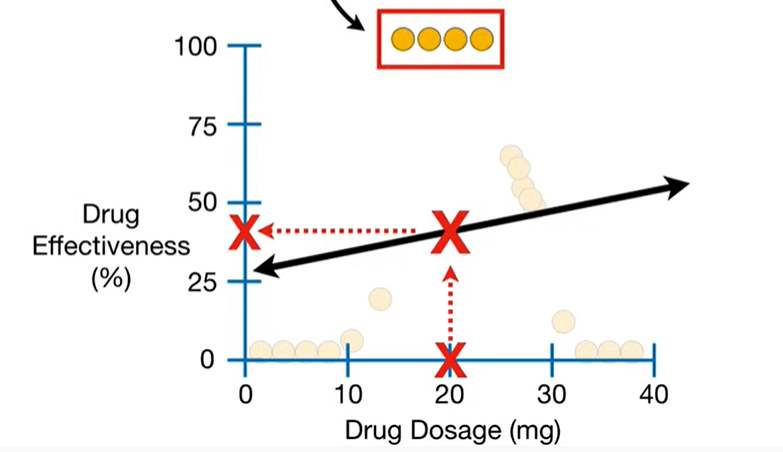 100
75
50
25
0
Drug
Effectiveness
(%)
X
X
X
0
10
20
30
40
Drug Dosage (mg)